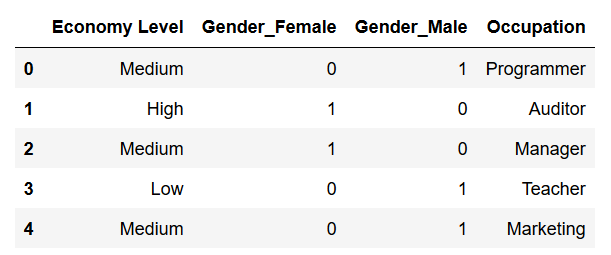 Economy Level Gender_Female Gender_Male Occupation
0 Medium 0 1 Programmer
1 High 1 0 Auditor
2 Medium 1 0 Manager
3 Low 0 1 Teacher
4 Medium 0 1 Marketing